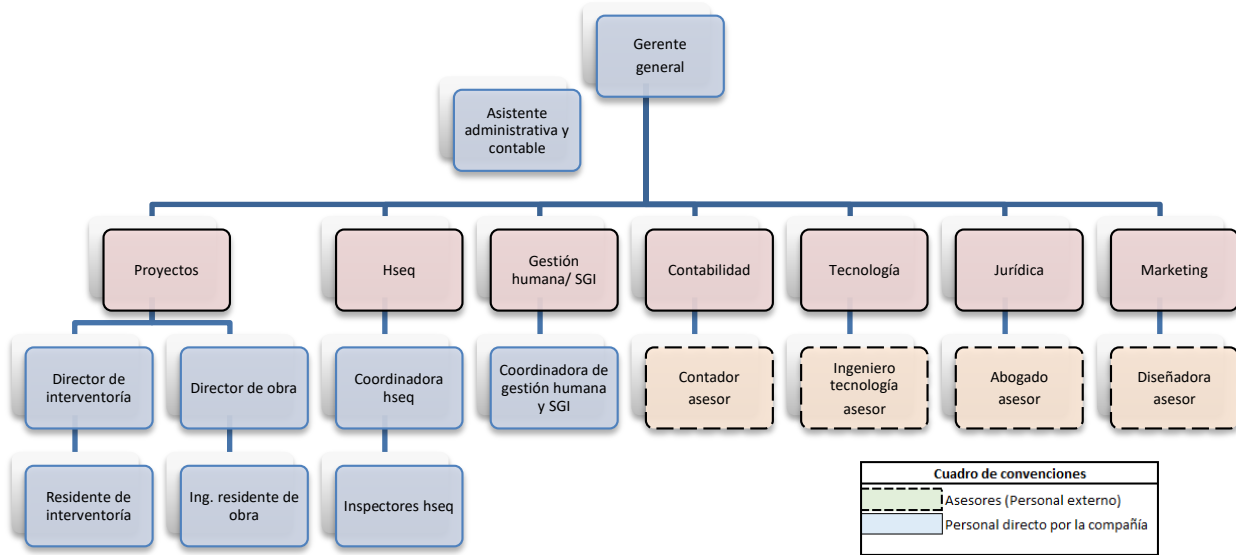 Gerente
general
Asistente
administrativa y
contable
Proyectos
Hseq
Gestión
humana/ SGI
Contabilidad
Tecnología
Jurídica
Marketing
Director de
interventoría
Director de obra
Coordinadora
hseq
Coordinadora de
gestión humana
y SGI
Contador
asesor
Ingeniero
tecnología
asesor
Abogado
asesor
Diseñadora
asesor
Residente de
interventoría
Ing. residente de
obra
Inspectores hseq
Cuadro de convenciones
Asesores (Personal externo)
Personal directo por la compañía